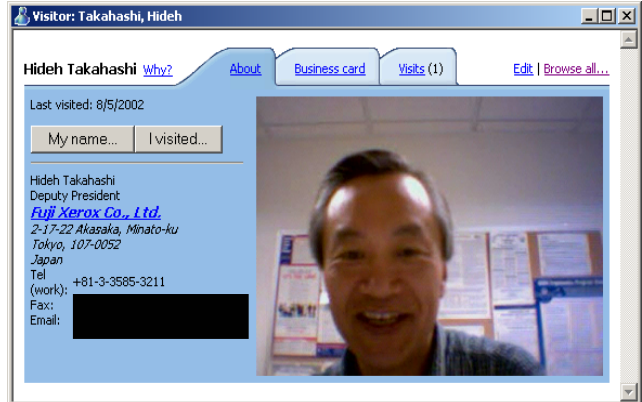 Visitor: Takahashi, Hideh
Hideh Takahashi Why? About Business card Visits (1) Edit | Browse all...
Last visited: 8/5/2002
My name... I visited...
Hideh Takahashi
Deputy President
Fuji Xerox Co., Ltd.
2-17-22 Akasaka, Minato-ku
Tokyo, 107-0052
Japan
Tel
(work): +81-3-3585-3211
Fax:
Email: